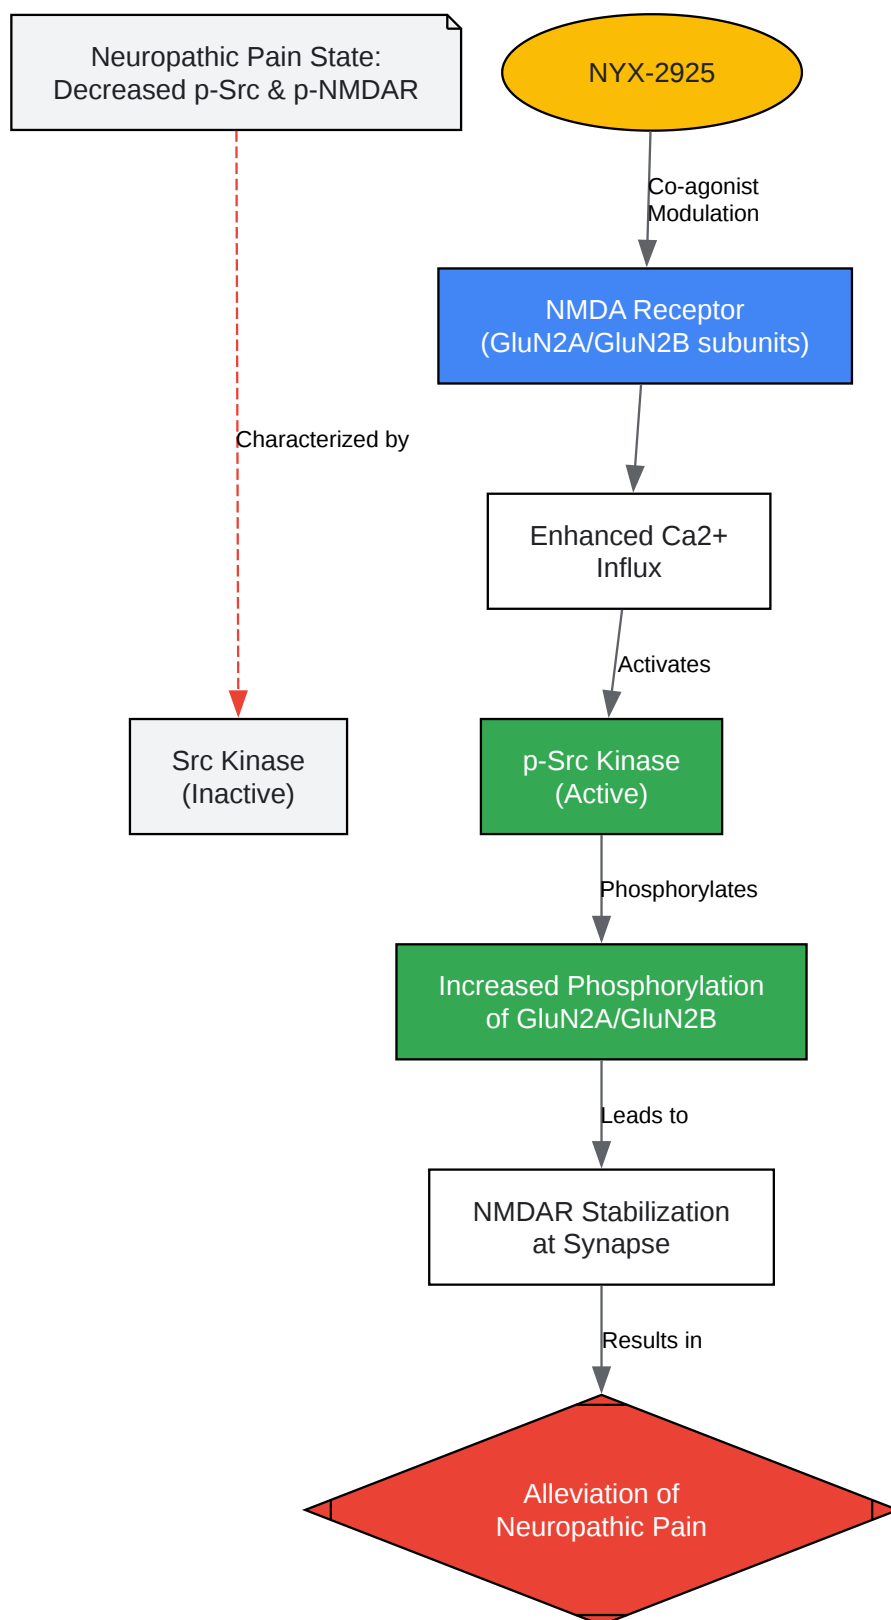 Neuropathic Pain State:
Decreased p-Src & p-NMDAR
NYX-2925
Co-agonist
Modulation
NMDA Receptor
(GluN2A/GluN2B subunits)
Characterized by
Enhanced Ca2+
Influx
Activates
Src Kinase
(Inactive)
p-Src Kinase
(Active)
Phosphorylates
Increased Phosphorylation
of GluN2A/GluN2B
Leads to
NMDAR Stabilization
at Synapse
Results in
Alleviation of
Neuropathic Pain